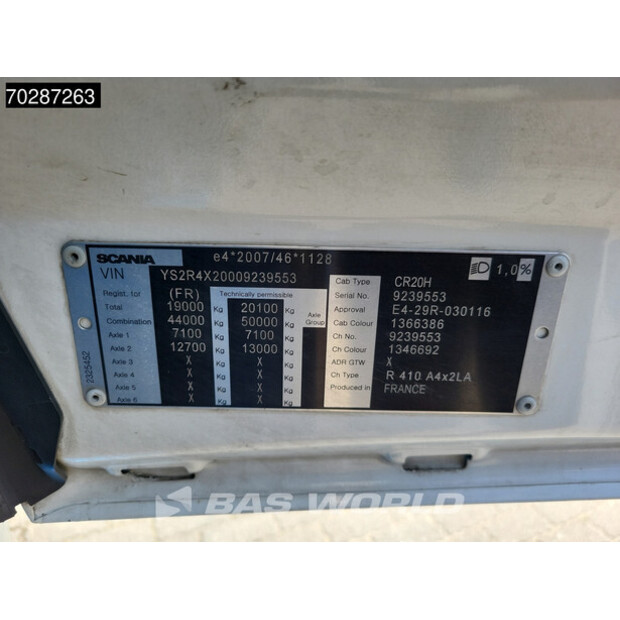 70287263
SCANIA e4*2007/46*1128
VIN YS2R4X20009239553
Regist. for (FR) Technically permissible
Total 19000 Kg 20100 Kg Axle Group
Combination 44000 Kg 50000 Kg
Axle 1 7100 Kg 7100 Kg
Axle 2 12700 Kg 13000 Kg
Axle 3 X Kg X Kg
Axle 4 X Kg X Kg
Axle 5 X Kg X Kg
Axle 6 X Kg X Kg
Cab Type CR20H 1,0%
Serial No. 9239553
Approval E4-29R-030116
Cab Colour 1366386
Ch No. 9239553
Ch Colour 1346692
ADR GTW X
Ch Type R 410 A4x2LA
Produced in FRANCE
2325452
BAS WORLD